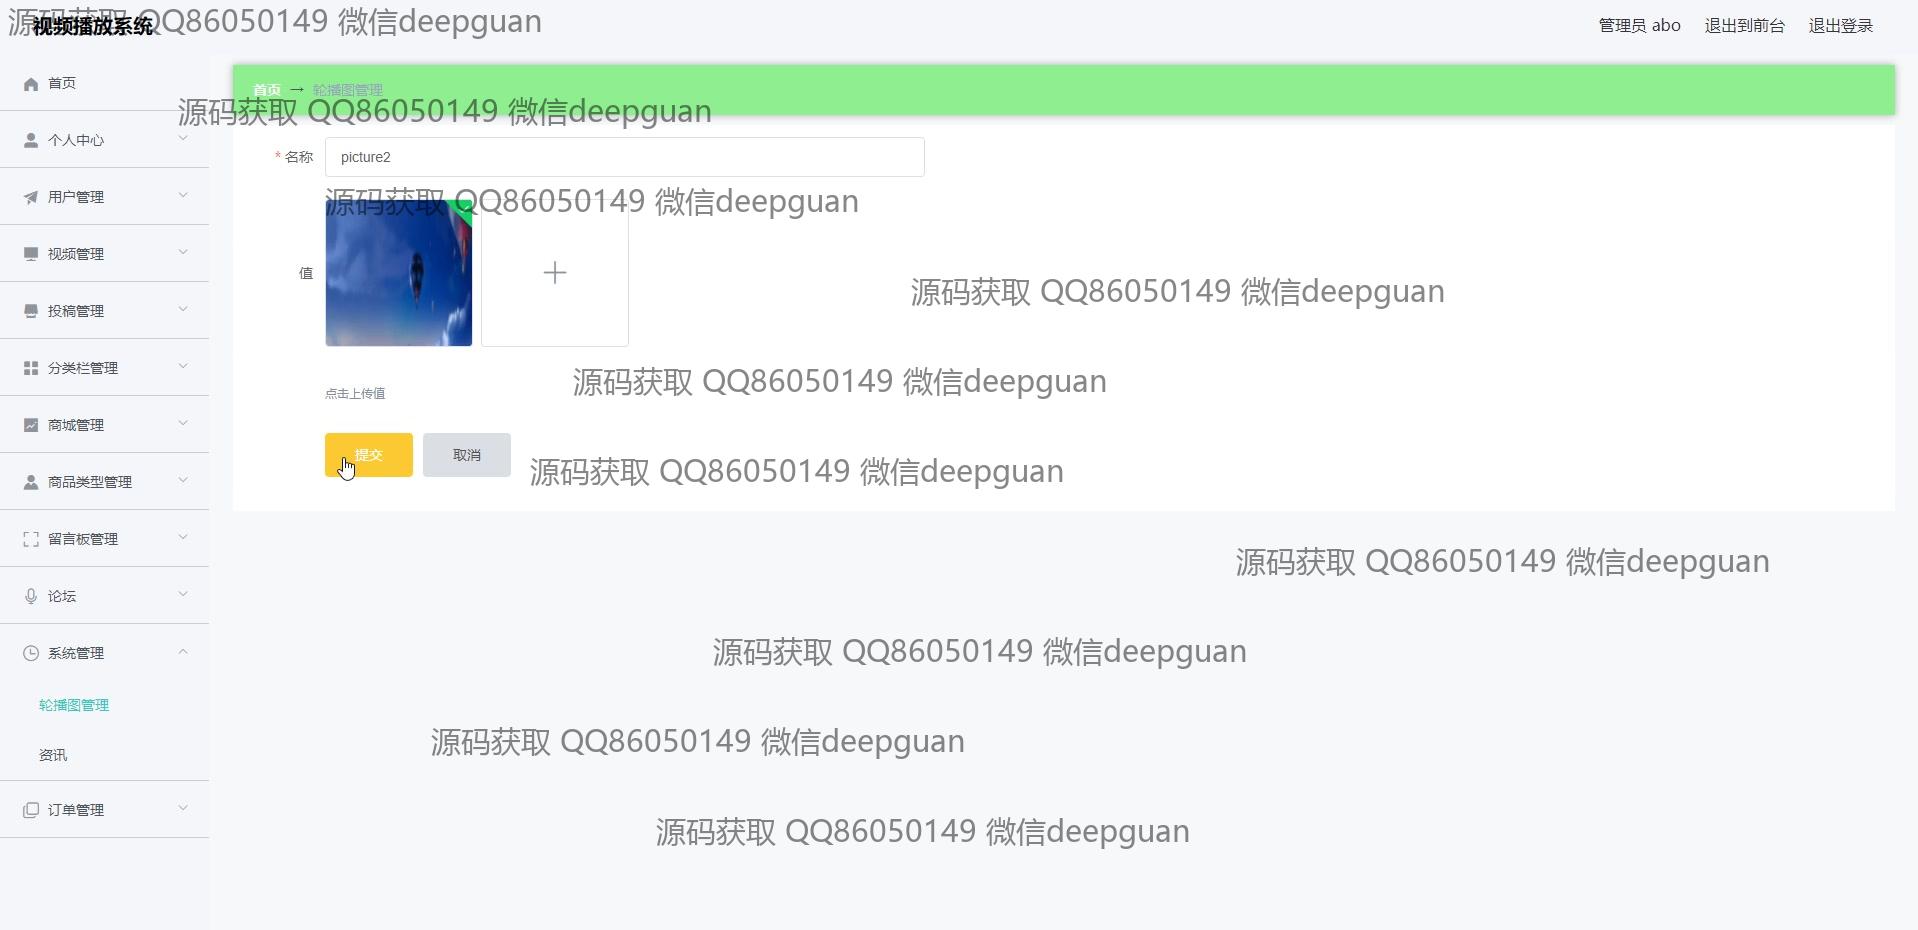 源码获取 QQ86050149 微信deepguan
视频播放系统
管理员 abo 退出到前台 退出登录
首页
个人中心
用户管理
视频管理
投稿管理
分类栏管理
商城管理
商品类型管理
留言板管理
论坛
系统管理
轮播图管理
资讯
订单管理
首页 → 轮播图管理
源码获取 QQ86050149 微信deepguan
* 名称 picture2
源码获取 QQ86050149 微信deepguan
值
源码获取 QQ86050149 微信deepguan
源码获取 QQ86050149 微信deepguan
点击上传值
提交 取消
源码获取 QQ86050149 微信deepguan
源码获取 QQ86050149 微信deepguan
源码获取 QQ86050149 微信deepguan
源码获取 QQ86050149 微信deepguan
源码获取 QQ86050149 微信deepguan